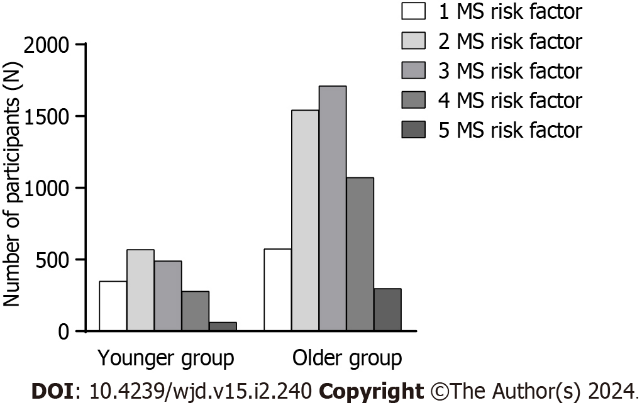 1 MS risk factor
2 MS risk factor
3 MS risk factor
4 MS risk factor
5 MS risk factor
Number of participants (N)
2000
1500
1000
500
0
Younger group
Older group
DOI: 10.4239/wjd.v15.i2.240 Copyright ©The Author(s) 2024.